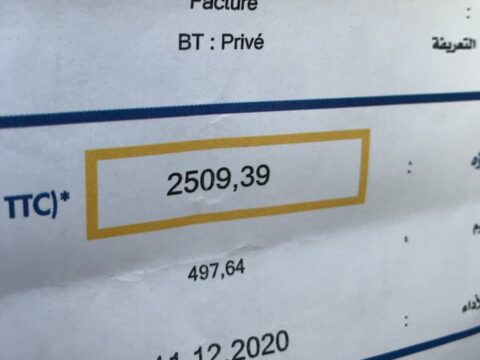 Facture
BT : Privé :
التعريفة
TTC)* 2509,39 :
497,64 :
11.12.2020 :